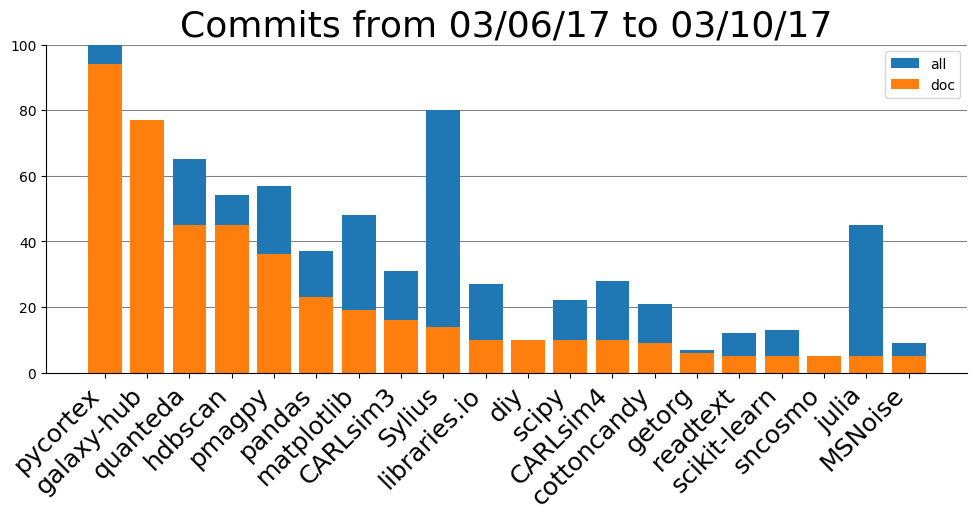 Commits from 03/06/17 to 03/10/17
all
doc
100
80
60
40
20
0
pycortex
galaxy-hub
quanteda
hdbscan
pmagpy
pandas
matplotlib
CARLsim3
Sylius
libraries.io
diy
scipy
CARLsim4
cottoncandy
getorg
readtext
scikit-learn
sncosmo
julia
MSNoise